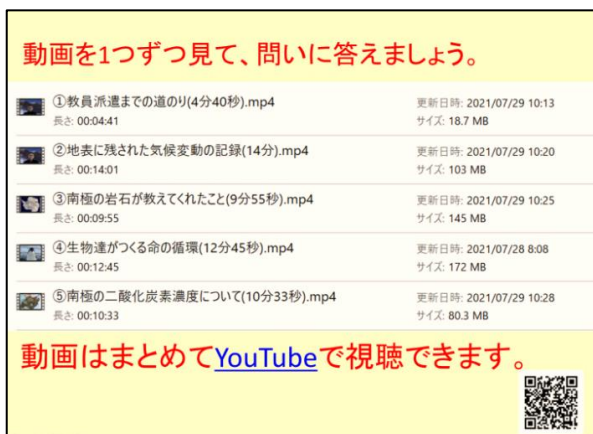 動画を1つずつ見て、問いに答えましょう。
①教員派遣までの道のり(4分40秒).mp4 更新日時: 2021/07/29 10:13
長さ: 00:04:41 サイズ: 18.7 MB
②地表に残された気候変動の記録(14分).mp4 更新日時: 2021/07/29 10:20
長さ: 00:14:01 サイズ: 103 MB
③南極の岩石が教えてくれたこと(9分55秒).mp4 更新日時: 2021/07/29 10:25
長さ: 00:09:55 サイズ: 145 MB
④生物達がつくる命の循環(12分45秒).mp4 更新日時: 2021/07/28 8:08
長さ: 00:12:45 サイズ: 172 MB
⑤南極の二酸化炭素濃度について(10分33秒).mp4 更新日時: 2021/07/29 10:28
長さ: 00:10:33 サイズ: 80.3 MB
動画はまとめてYouTubeで視聴できます。